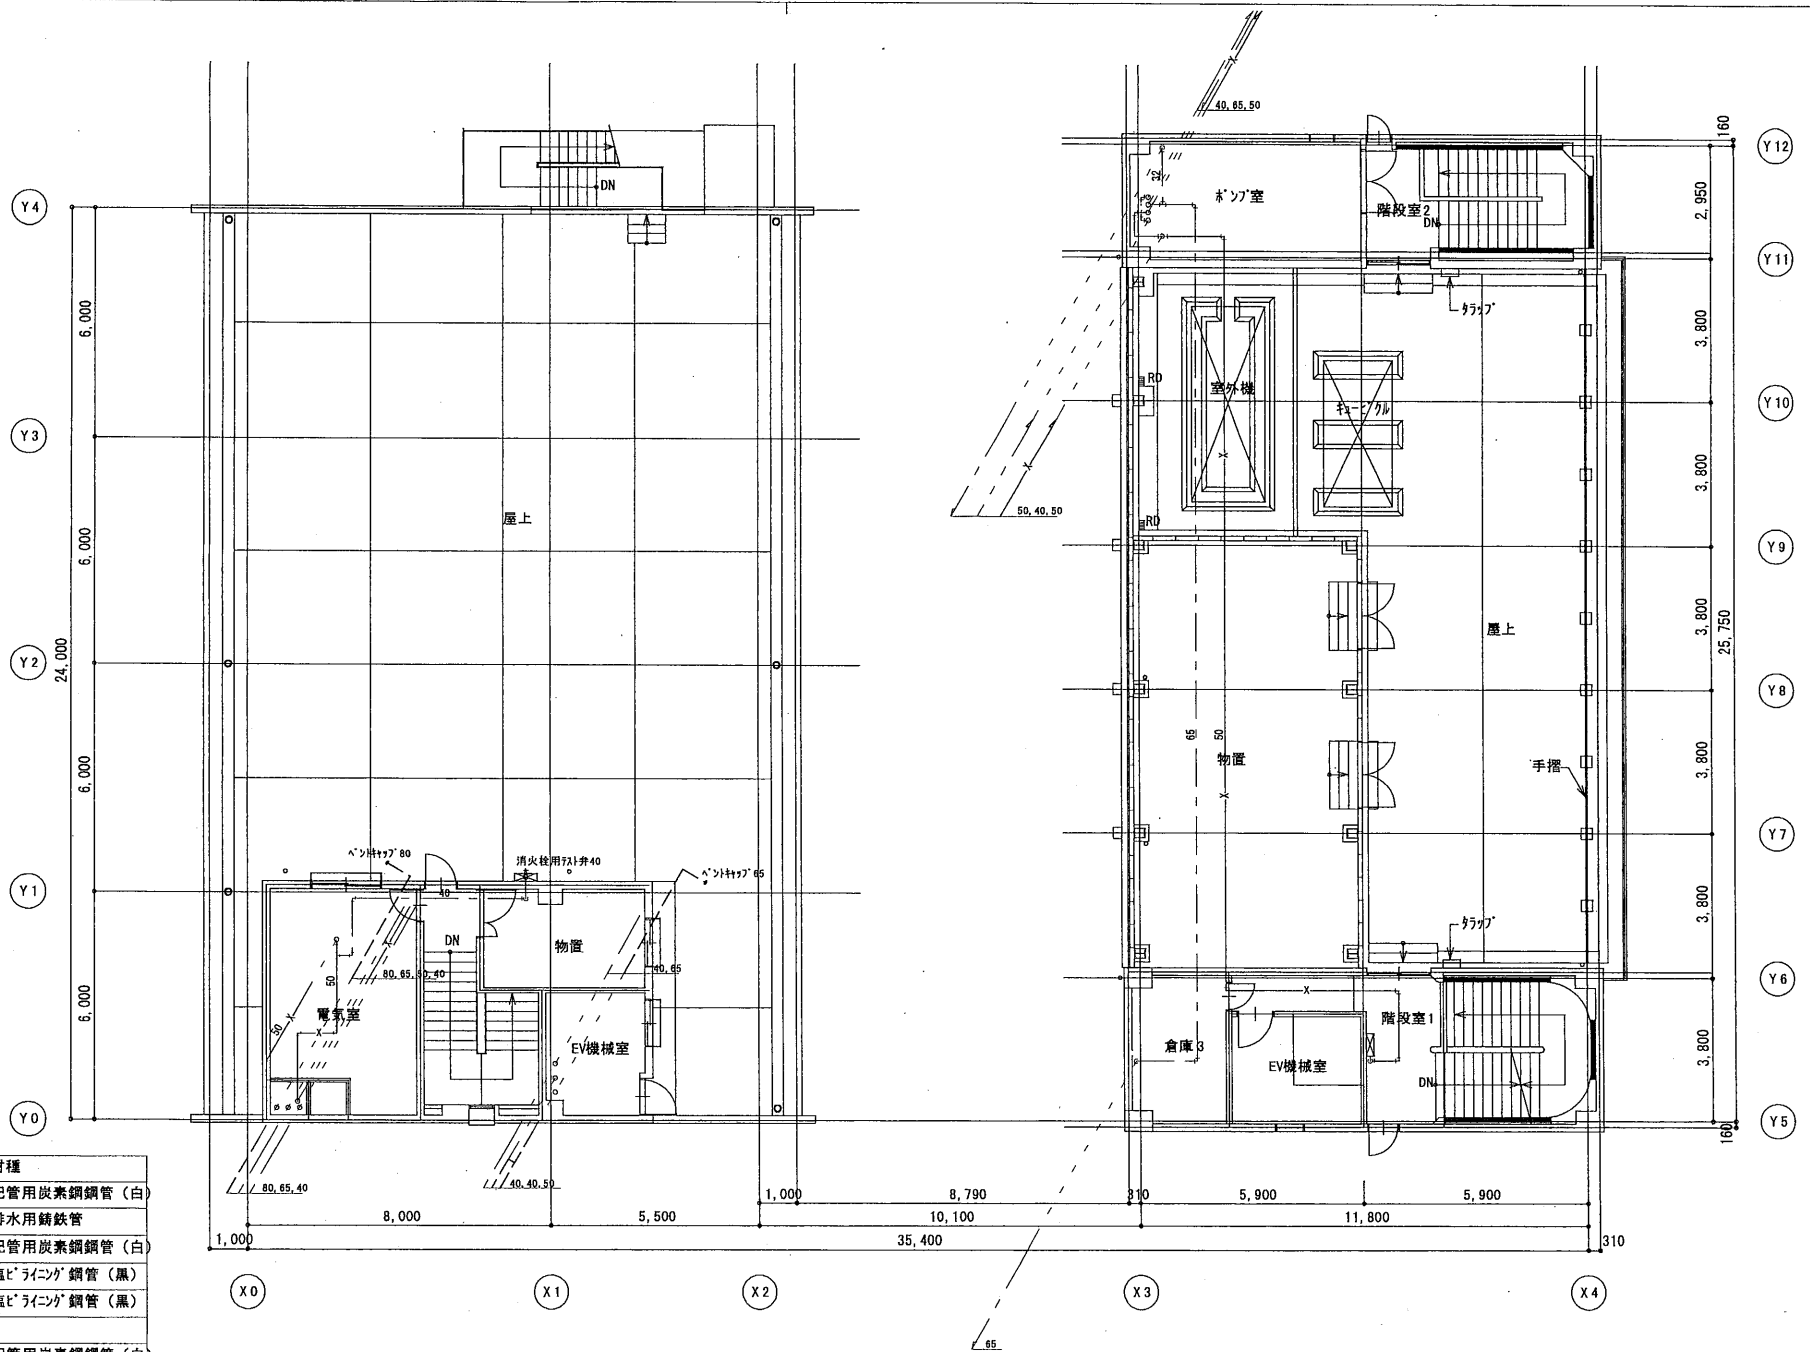 40,65,50
160
Y12
ポンプ室
32
階段室2
DN
2,950
DN
Y4
Y11
6,000
タラップ
3,800
RD
室外機
キュービクル
Y10
Y3
3,800
50,40,50
RD
屋上
Y9
6,000
3,800
屋上
25,750
24,000
Y2
Y8
65
50
物置
手摺
3,800
6,000
Y7
ベントキャップ80
消火栓用テスト弁40
ベントキャップ65
Y1
40
3,800
タラップ
DN
物置
80,65,50,40
40,65
50
Y6
電気室
6,000
50
EV機械室
倉庫3
EV機械室
階段室1
3,800
DN
Y0
Y5
160
材種
配管用炭素鋼鋼管(白)
80,65,40
40,40,50
1,000
8,790
310
5,900
5,900
排水用鋳鉄管
8,000
5,500
10,100
11,800
配管用炭素鋼鋼管(白)
1,000
35,400
310
塩ビライニング鋼管(黒)
X0
X1
X2
X3
X4
塩ビライニング鋼管(黒)
65
配管用炭素鋼鋼管(白)